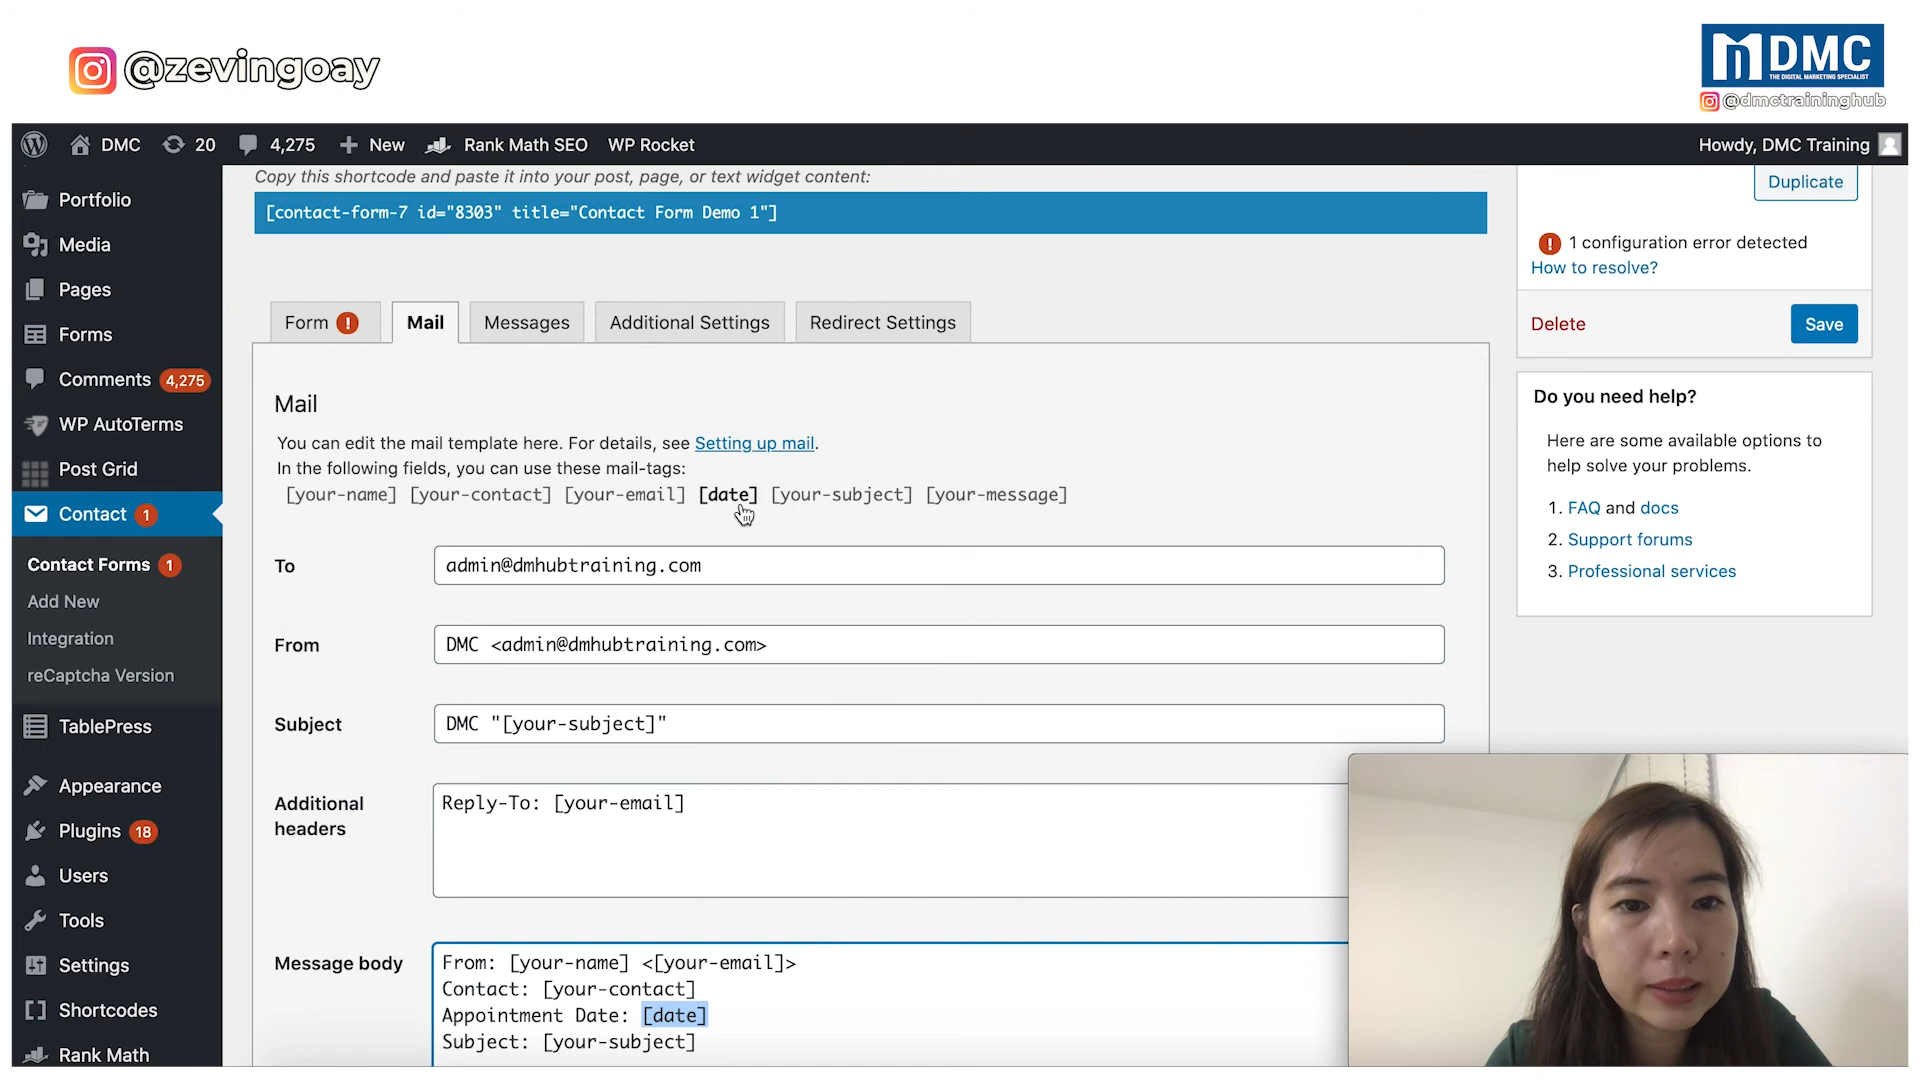 @zevingoay
DMC
THE DIGITAL MARKETING SPECIALIST
@dmctraininghub
DMC 20 4,275 New Rank Math SEO WP Rocket
Howdy, DMC Training
Portfolio
Media
Pages
Forms
Comments 4,275
WP AutoTerms
Post Grid
Contact 1
Contact Forms 1
Add New
Integration
reCaptcha Version
TablePress
Appearance
Plugins 18
Users
Tools
Settings
Shortcodes
Rank Math
Copy this shortcode and paste it into your post, page, or text widget content:
[contact-form-7 id="8303" title="Contact Form Demo 1"]
Form ! Mail Messages Additional Settings Redirect Settings
Mail
You can edit the mail template here. For details, see Setting up mail.
In the following fields, you can use these mail-tags:
[your-name] [your-contact] [your-email] [date] [your-subject] [your-message]
To admin@dmhubtraining.com
From DMC <admin@dmhubtraining.com>
Subject DMC "[your-subject]"
Additional headers
Reply-To: [your-email]
Message body
From: [your-name] <[your-email]>
Contact: [your-contact]
Appointment Date: [date]
Subject: [your-subject]
Duplicate
! 1 configuration error detected
How to resolve?
Delete Save
Do you need help?
Here are some available options to
help solve your problems.
1. FAQ and docs
2. Support forums
3. Professional services